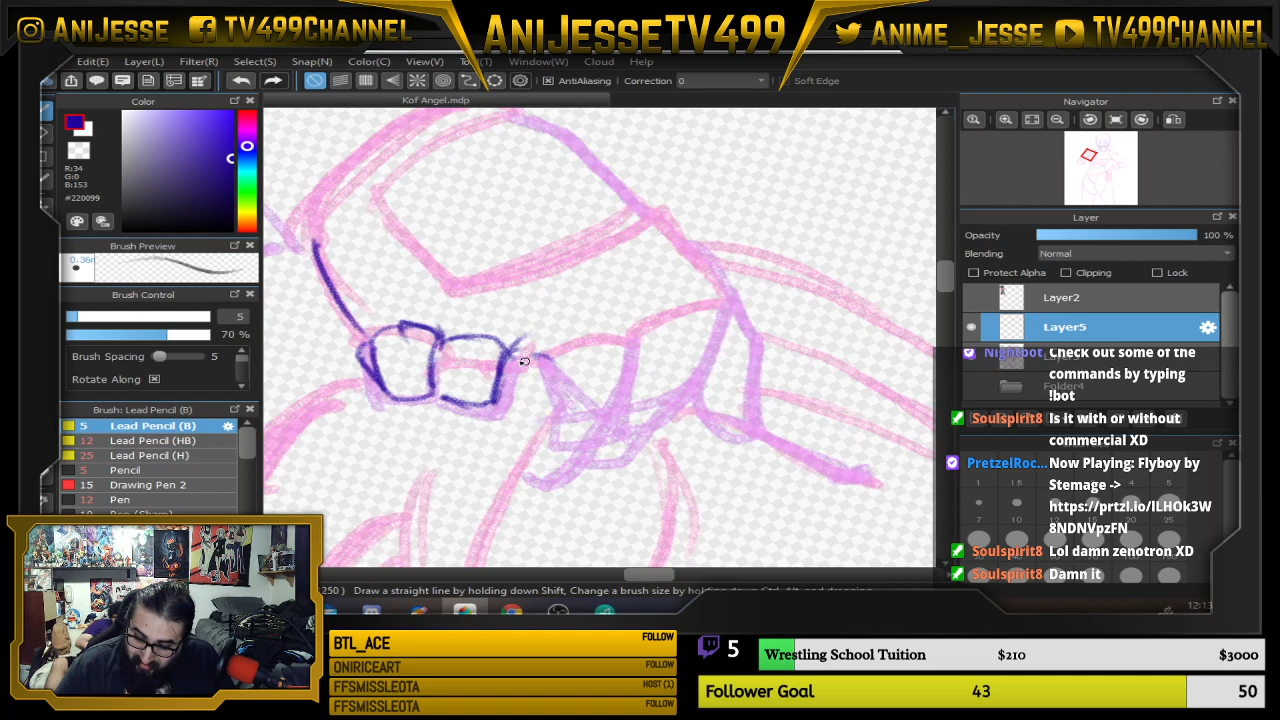 AniJesse
TV499Channel
AniJesseTV499
Anime_Jesse
TV499Channel
Edit(E)
Layer(L)
Filter(R)
Select(S)
Snap(N)
Color(C)
View(V)
Window(W)
Cloud
Help
AntiAliasing
Correction
0
Soft Edge
Color
Kof Angel.mdp
Navigator
R:34
G:0
B:153
#220099
Layer
Opacity
100 %
Blending
Normal
Protect Alpha
Clipping
Lock
Brush Preview
Brush Control
5
70 %
Brush Spacing
5
Rotate Along
Layer2
Layer5
Folder4
Brush: Lead Pencil (B)
5 Lead Pencil (B)
12 Lead Pencil (HB)
25 Lead Pencil (H)
5 Pencil
15 Drawing Pen 2
12 Pen
Nightbot Check out some of the
commands by typing
!bot
Soulspirit8 Is it with or without
commercial XD
PretzelRoc... Now Playing: Flyboy by
Stemage ->
https://prtzl.io/ILHOk3W
8NDNVpzFN
Soulspirit8 Lol damn zenotron XD
Soulspirit8 Damn it
Draw a straight line by holding down Shift, Change a brush size by
BTL_ACE
FOLLOW
ONIRICEART
FOLLOW
FFSMISSLEOTA
HOST (1)
FFSMISSLEOTA
FOLLOW
5
Wrestling School Tuition
$210
$3000
Follower Goal
43
50